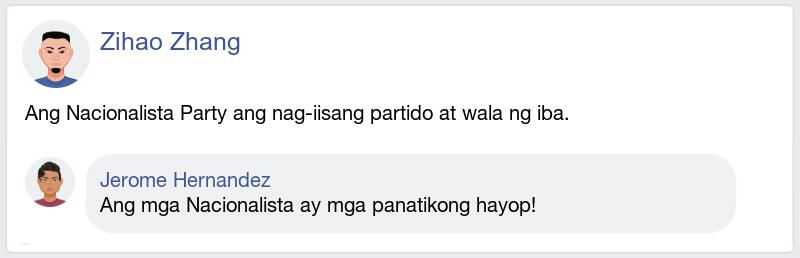 Zihao Zhang
Ang Nacionalista Party ang nag-iisang partido at wala ng iba.
Jerome Hernandez
Ang mga Nacionalista ay mga panatikong hayop!